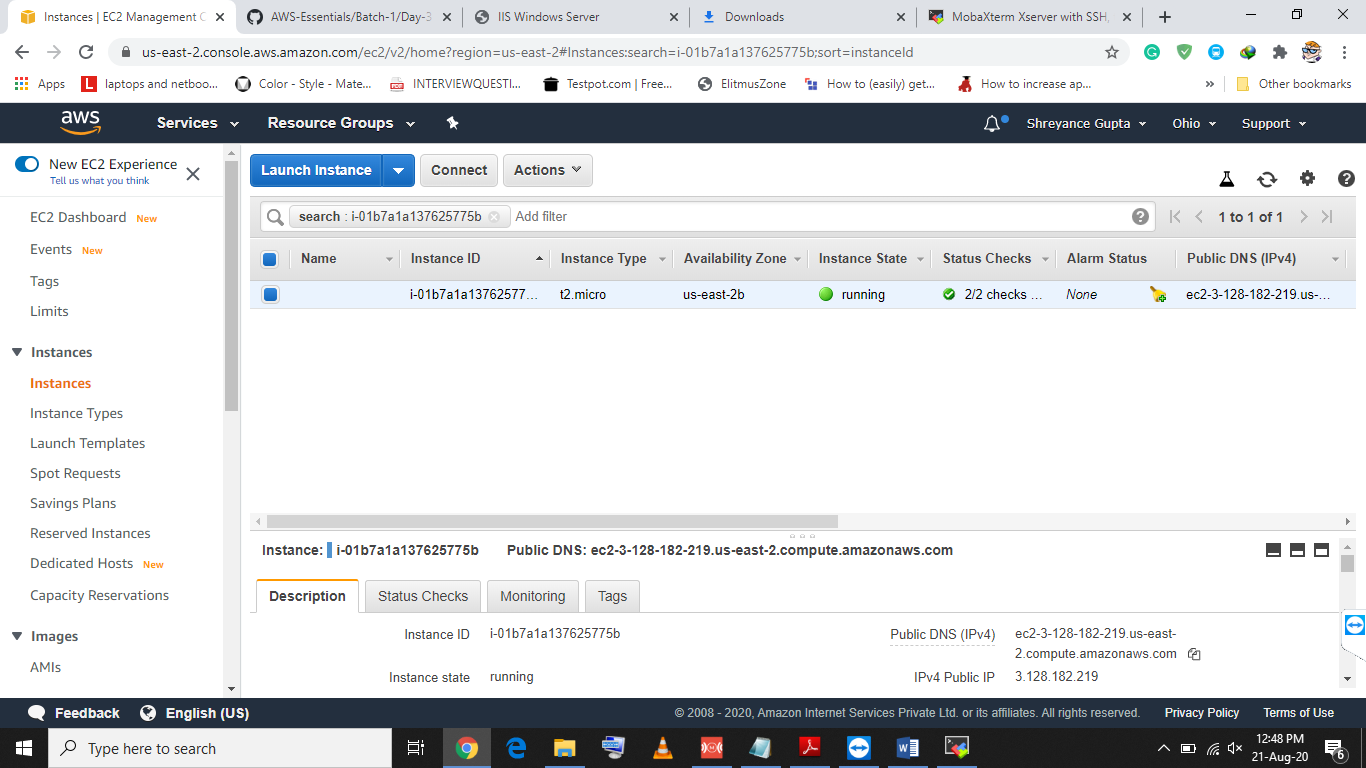 Instances | EC2 Management C
AWS-Essentials/Batch-1/Day-3
IIS Windows Server
Downloads
MobaXterm Xserver with SSH,
us-east-2.console.aws.amazon.com/ec2/v2/home?region=us-east-2#Instances:search=i-01b7a1a137625775b;sort=instanceId
Apps
laptops and netboo...
Color - Style - Mate...
INTERVIEWQUESTI...
Testpot.com | Free...
ElitmusZone
How to (easily) get...
How to increase ap...
»
Other bookmarks
aws
Services
Resource Groups
Shreyance Gupta
Ohio
Support
New EC2 Experience
Tell us what you think
EC2 Dashboard New
Events New
Tags
Limits
Instances
Instances
Instance Types
Launch Templates
Spot Requests
Savings Plans
Reserved Instances
Dedicated Hosts New
Capacity Reservations
Images
AMIs
Launch Instance
Connect
Actions
search : i-01b7a1a137625775b
Add filter
1 to 1 of 1
Name
Instance ID
Instance Type
Availability Zone
Instance State
Status Checks
Alarm Status
Public DNS (IPv4)
i-01b7a1a13762577...
t2.micro
us-east-2b
running
2/2 checks ...
None
ec2-3-128-182-219.us-...
Instance: i-01b7a1a137625775b
Public DNS: ec2-3-128-182-219.us-east-2.compute.amazonaws.com
Description
Status Checks
Monitoring
Tags
Instance ID
i-01b7a1a137625775b
Public DNS (IPv4)
ec2-3-128-182-219.us-east-
2.compute.amazonaws.com
Instance state
running
IPv4 Public IP
3.128.182.219
Feedback
English (US)
© 2008 - 2020, Amazon Internet Services Private Ltd. or its affiliates. All rights reserved.
Privacy Policy
Terms of Use
Type here to search
12:48 PM
21-Aug-20
6